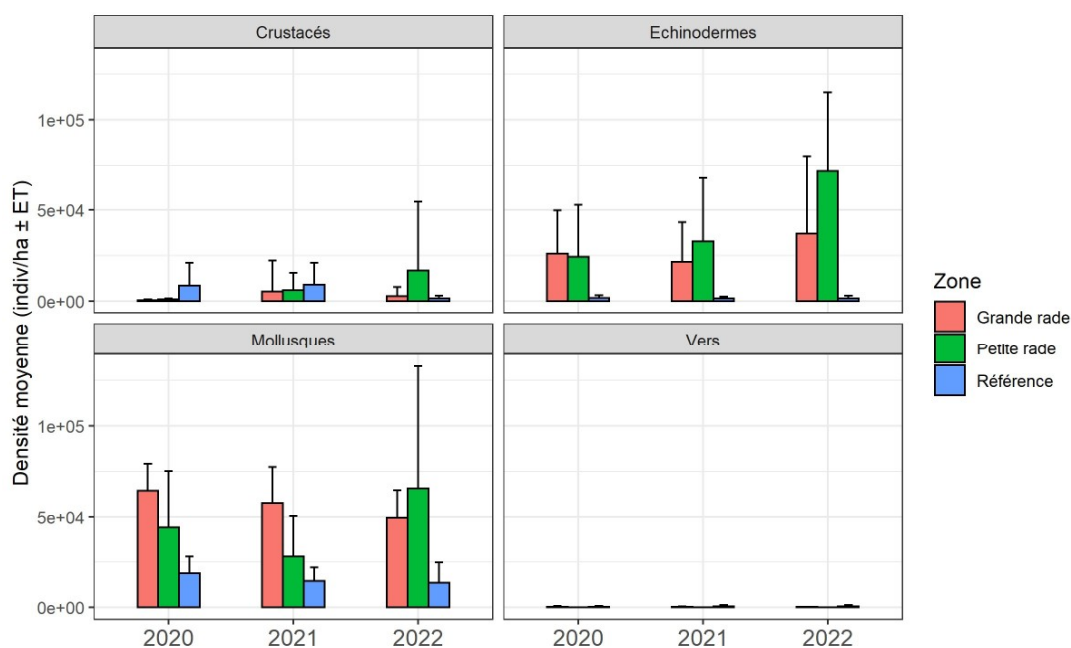 Crustacés
Echinodermes
1e+05
5e+04
0e+00
Mollusques
Vers
1e+05
5e+04
0e+00
2020
2021
2022
2020
2021
2022
Densité moyenne (indiv/ha ± ET)
Zone
Grande rade
Petite rade
Référence